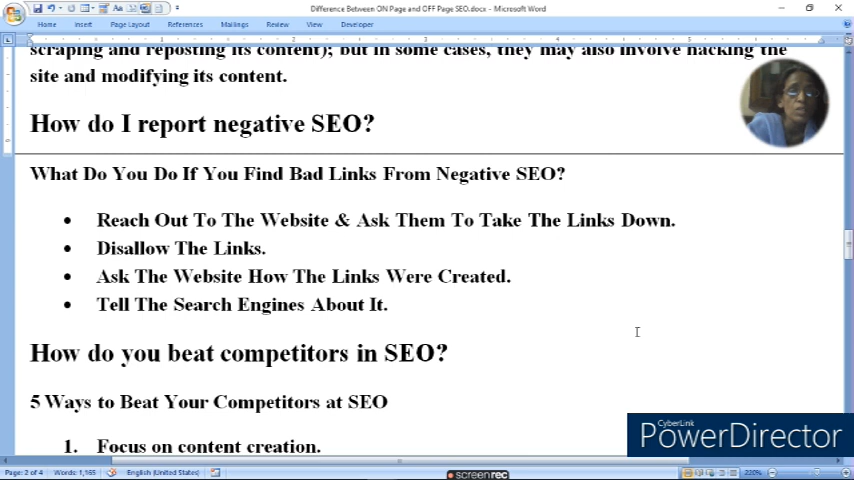 Difference Between ON Page and OFF Page SEO.docx - Microsoft Word
Home Insert Page Layout References Mailings Review View Developer
scraping and reposting its content); but in some cases, they may also involve hacking the
site and modifying its content.
How do I report negative SEO?
What Do You Do If You Find Bad Links From Negative SEO?
• Reach Out To The Website & Ask Them To Take The Links Down.
• Disallow The Links.
• Ask The Website How The Links Were Created.
• Tell The Search Engines About It.
How do you beat competitors in SEO?
5 Ways to Beat Your Competitors at SEO
1. Focus on content creation.
CyberLink
PowerDirector
Page: 2 of 4 Words: 1,165 English (United States) screenrec 220%